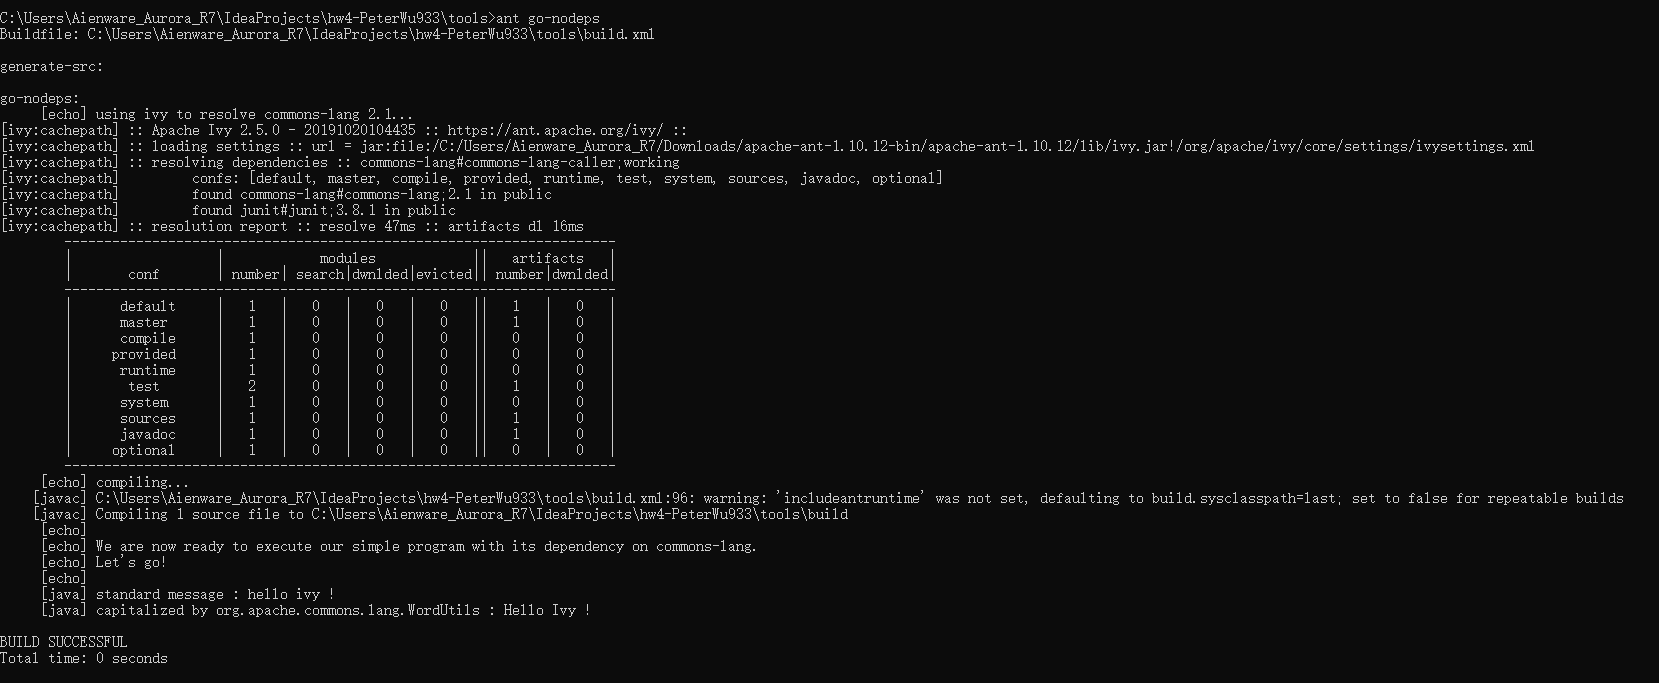 C:\Users\Aienware_Aurora_R7\IdeaProjects\hw4-PeterWu933\tools>ant go-nodeps
Buildfile: C:\Users\Aienware_Aurora_R7\IdeaProjects\hw4-PeterWu933\tools\build.xml

generate-src:

go-nodeps:
     [echo] using ivy to resolve commons-lang 2.1...
[ivy:cachepath] :: Apache Ivy 2.5.0 - 20191020104435 :: https://ant.apache.org/ivy/ ::
[ivy:cachepath] :: loading settings :: url = jar:file:/C:/Users/Aienware_Aurora_R7/Downloads/apache-ant-1.10.12-bin/apache-ant-1.10.12/lib/ivy.jar!/org/apache/ivy/core/settings/ivysettings.xml
[ivy:cachepath] :: resolving dependencies :: commons-lang#commons-lang-caller;working
[ivy:cachepath]         confs: [default, master, compile, provided, runtime, test, system, sources, javadoc, optional]
[ivy:cachepath]         found commons-lang#commons-lang;2.1 in public
[ivy:cachepath]         found junit#junit;3.8.1 in public
[ivy:cachepath] :: resolution report :: resolve 47ms :: artifacts dl 16ms
        ---------------------------------------------------------------------
        |                  |            modules            ||   artifacts   |
        |       conf       | number| search|dwnlded|evicted|| number|dwnlded|
        ---------------------------------------------------------------------
        |      default     |   1   |   0   |   0   |   0   ||   1   |   0   |
        |      master      |   1   |   0   |   0   |   0   ||   1   |   0   |
        |      compile     |   1   |   0   |   0   |   0   ||   0   |   0   |
        |     provided     |   1   |   0   |   0   |   0   ||   0   |   0   |
        |      runtime     |   1   |   0   |   0   |   0   ||   0   |   0   |
        |       test       |   2   |   0   |   0   |   0   ||   1   |   0   |
        |      system      |   1   |   0   |   0   |   0   ||   0   |   0   |
        |      sources     |   1   |   0   |   0   |   0   ||   1   |   0   |
        |      javadoc     |   1   |   0   |   0   |   0   ||   1   |   0   |
        |     optional     |   1   |   0   |   0   |   0   ||   0   |   0   |
        ---------------------------------------------------------------------
     [echo] compiling...
    [javac] C:\Users\Aienware_Aurora_R7\IdeaProjects\hw4-PeterWu933\tools\build.xml:96: warning: 'includeantruntime' was not set, defaulting to build.sysclasspath=last; set to false for repeatable builds
    [javac] Compiling 1 source file to C:\Users\Aienware_Aurora_R7\IdeaProjects\hw4-PeterWu933\tools\build
     [echo]
     [echo] We are now ready to execute our simple program with its dependency on commons-lang.
     [echo] Let's go!
     [echo]
     [java] standard message : hello ivy !
     [java] capitalized by org.apache.commons.lang.WordUtils : Hello Ivy !

BUILD SUCCESSFUL
Total time: 0 seconds